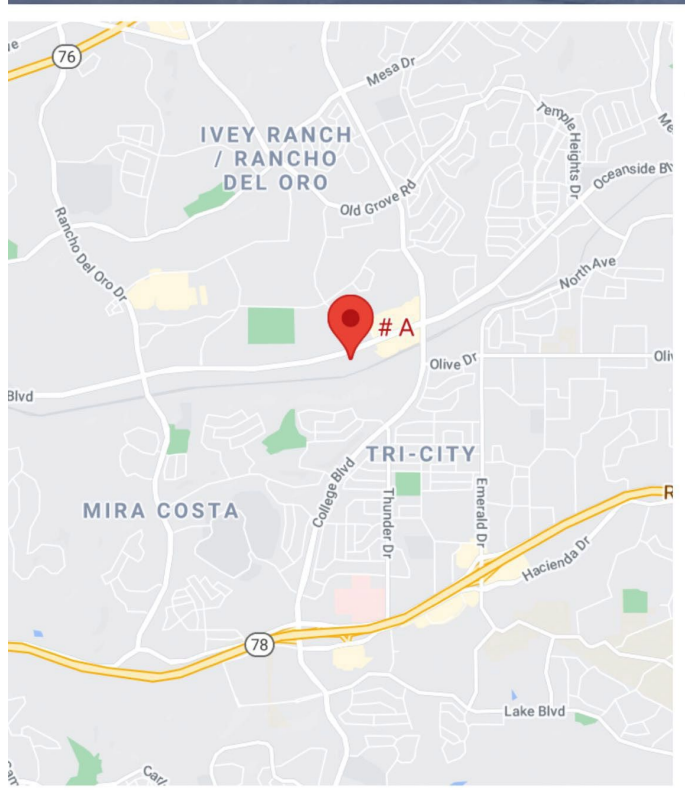 76
Mesa Dr
IVEY RANCH
/ RANCHO
DEL ORO
Temple Heights Dr
Oceanside
Old Grove Rd
Rancho Del Oro Dr
North Ave
# A
Olive Dr
Blvd
TRI-CITY
College Blvd
Thunder Dr
Emerald Dr
MIRA COSTA
R
Hacienda Dr
78
Lake Blvd